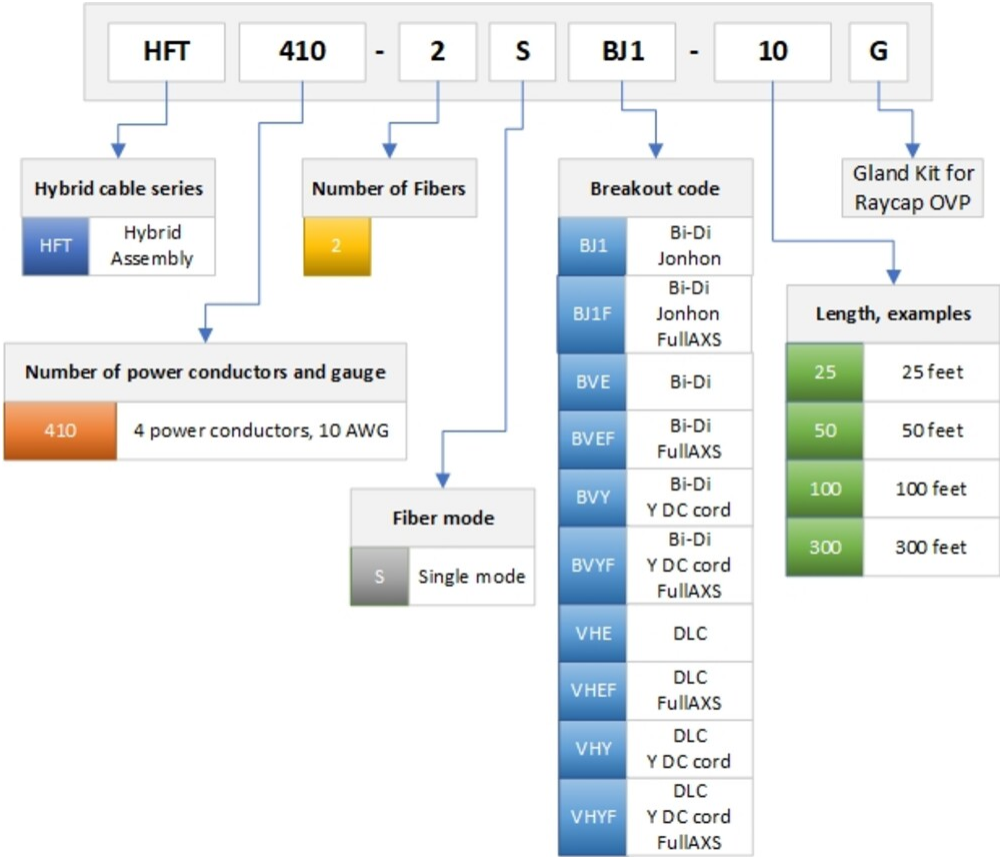 HFT 410 - 2 S BJ1 - 10 G
Hybrid cable series
HFT Hybrid
Assembly
Number of Fibers
2
Breakout code
BJ1 Bi-Di
Jonhon
BJ1F Bi-Di
Jonhon
FullAXS
BVE Bi-Di
BVEF Bi-Di
FullAXS
BVY Bi-Di
Y DC cord
BVYF Bi-Di
Y DC cord
FullAXS
VHE DLC
VHEF DLC
FullAXS
VHY DLC
Y DC cord
VHYF DLC
Y DC cord
FullAXS
Gland Kit for
Raycap OVP
Length, examples
25 25 feet
50 50 feet
100 100 feet
300 300 feet
Number of power conductors and gauge
410 4 power conductors, 10 AWG
Fiber mode
S Single mode